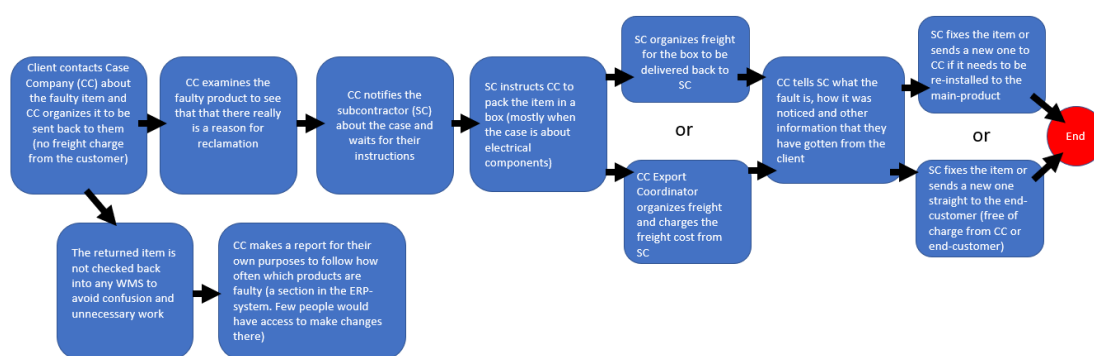 Client contacts Case
Company (CC) about
the faulty item and
CC organizes it to be
sent back to them
(no freight charge
from the customer)
CC examines the
faulty product to see
that that there really
is a reason for
reclamation
CC notifies the
subcontractor (SC)
about the case and
waits for their
instructions
SC instructs CC to
pack the item in a
box (mostly when
the case is about
electrical
components)
SC organizes freight
for the box to be
delivered back to
SC
or
CC Export
Coordinator
organizes freight
and charges the
freight cost from
SC
CC tells SC what the
fault is, how it was
noticed and other
information that they
have gotten from the
client
SC fixes the item or
sends a new one to
CC if it needs to be
re-installed to the
main-product
or
SC fixes the item or
sends a new one
straight to the end-
customer (free of
charge from CC or
end-customer)
End
The returned item is
not checked back
into any WMS to
avoid confusion and
unnecessary work
CC makes a report for their
own purposes to follow how
often which products are
faulty (a section in the ERP-
system. Few people would
have access to make changes
there)